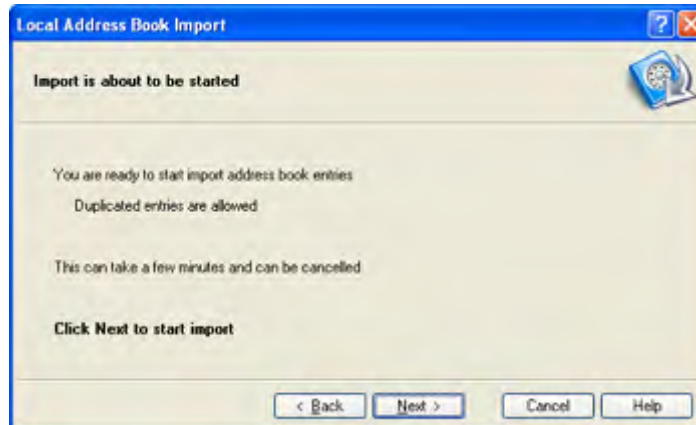 Local Address Book Import
?
Import is about to be started
You are ready to start import address book entries
Duplicated entries are allowed
This can take a few minutes and can be cancelled
Click Next to start import
< Back Next > Cancel Help